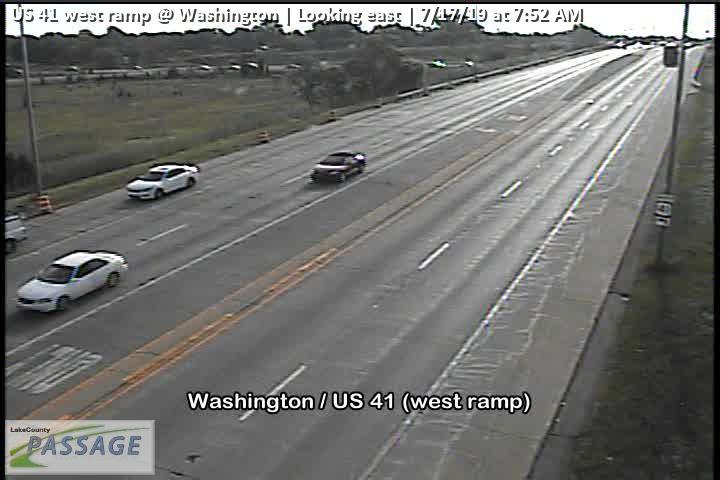 US 41 west ramp @ Washington | Looking east | 7/17/19 at 7:52 AM
Washington / US 41 (west ramp)
LakeCounty
PASSAGE